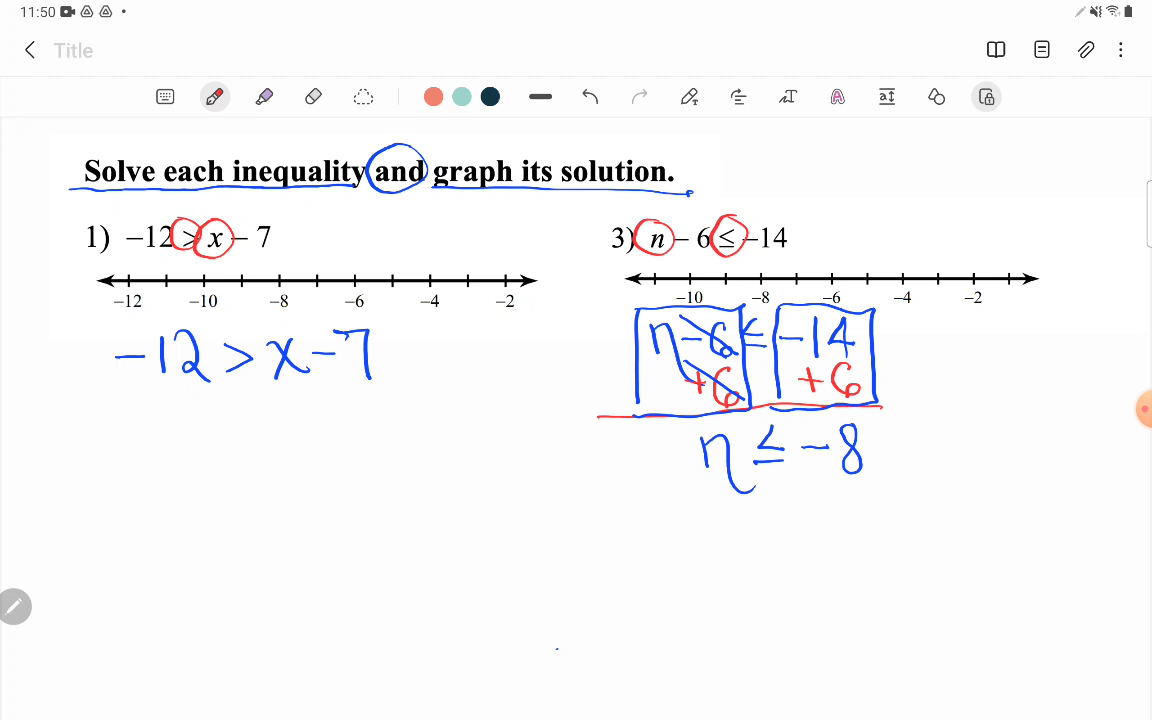 11:50
Title
Solve each inequality and graph its solution.
1) −12 > x − 7
−12 −10 −8 −6 −4 −2
−12 > x − 7
3) n − 6 ≤ −14
−10 −8 −6 −4 −2
n − 6 ≤ −14
+6 +6
n ≤ −8